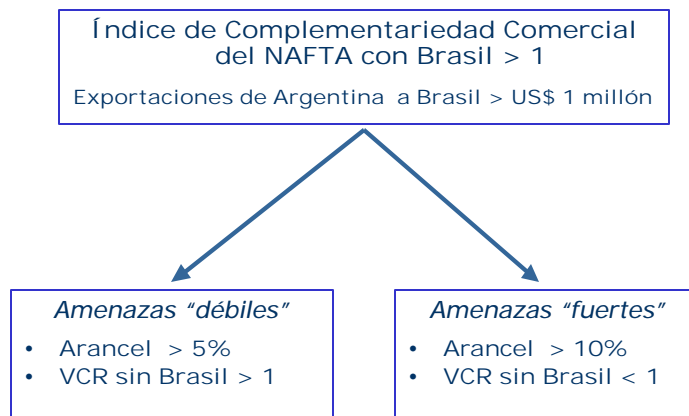 Índice de Complementariedad Comercial
del NAFTA con Brasil > 1
Exportaciones de Argentina a Brasil > US$ 1 millón
Amenazas “débiles”
• Arancel > 5%
• VCR sin Brasil > 1
Amenazas “fuertes”
• Arancel > 10%
• VCR sin Brasil < 1